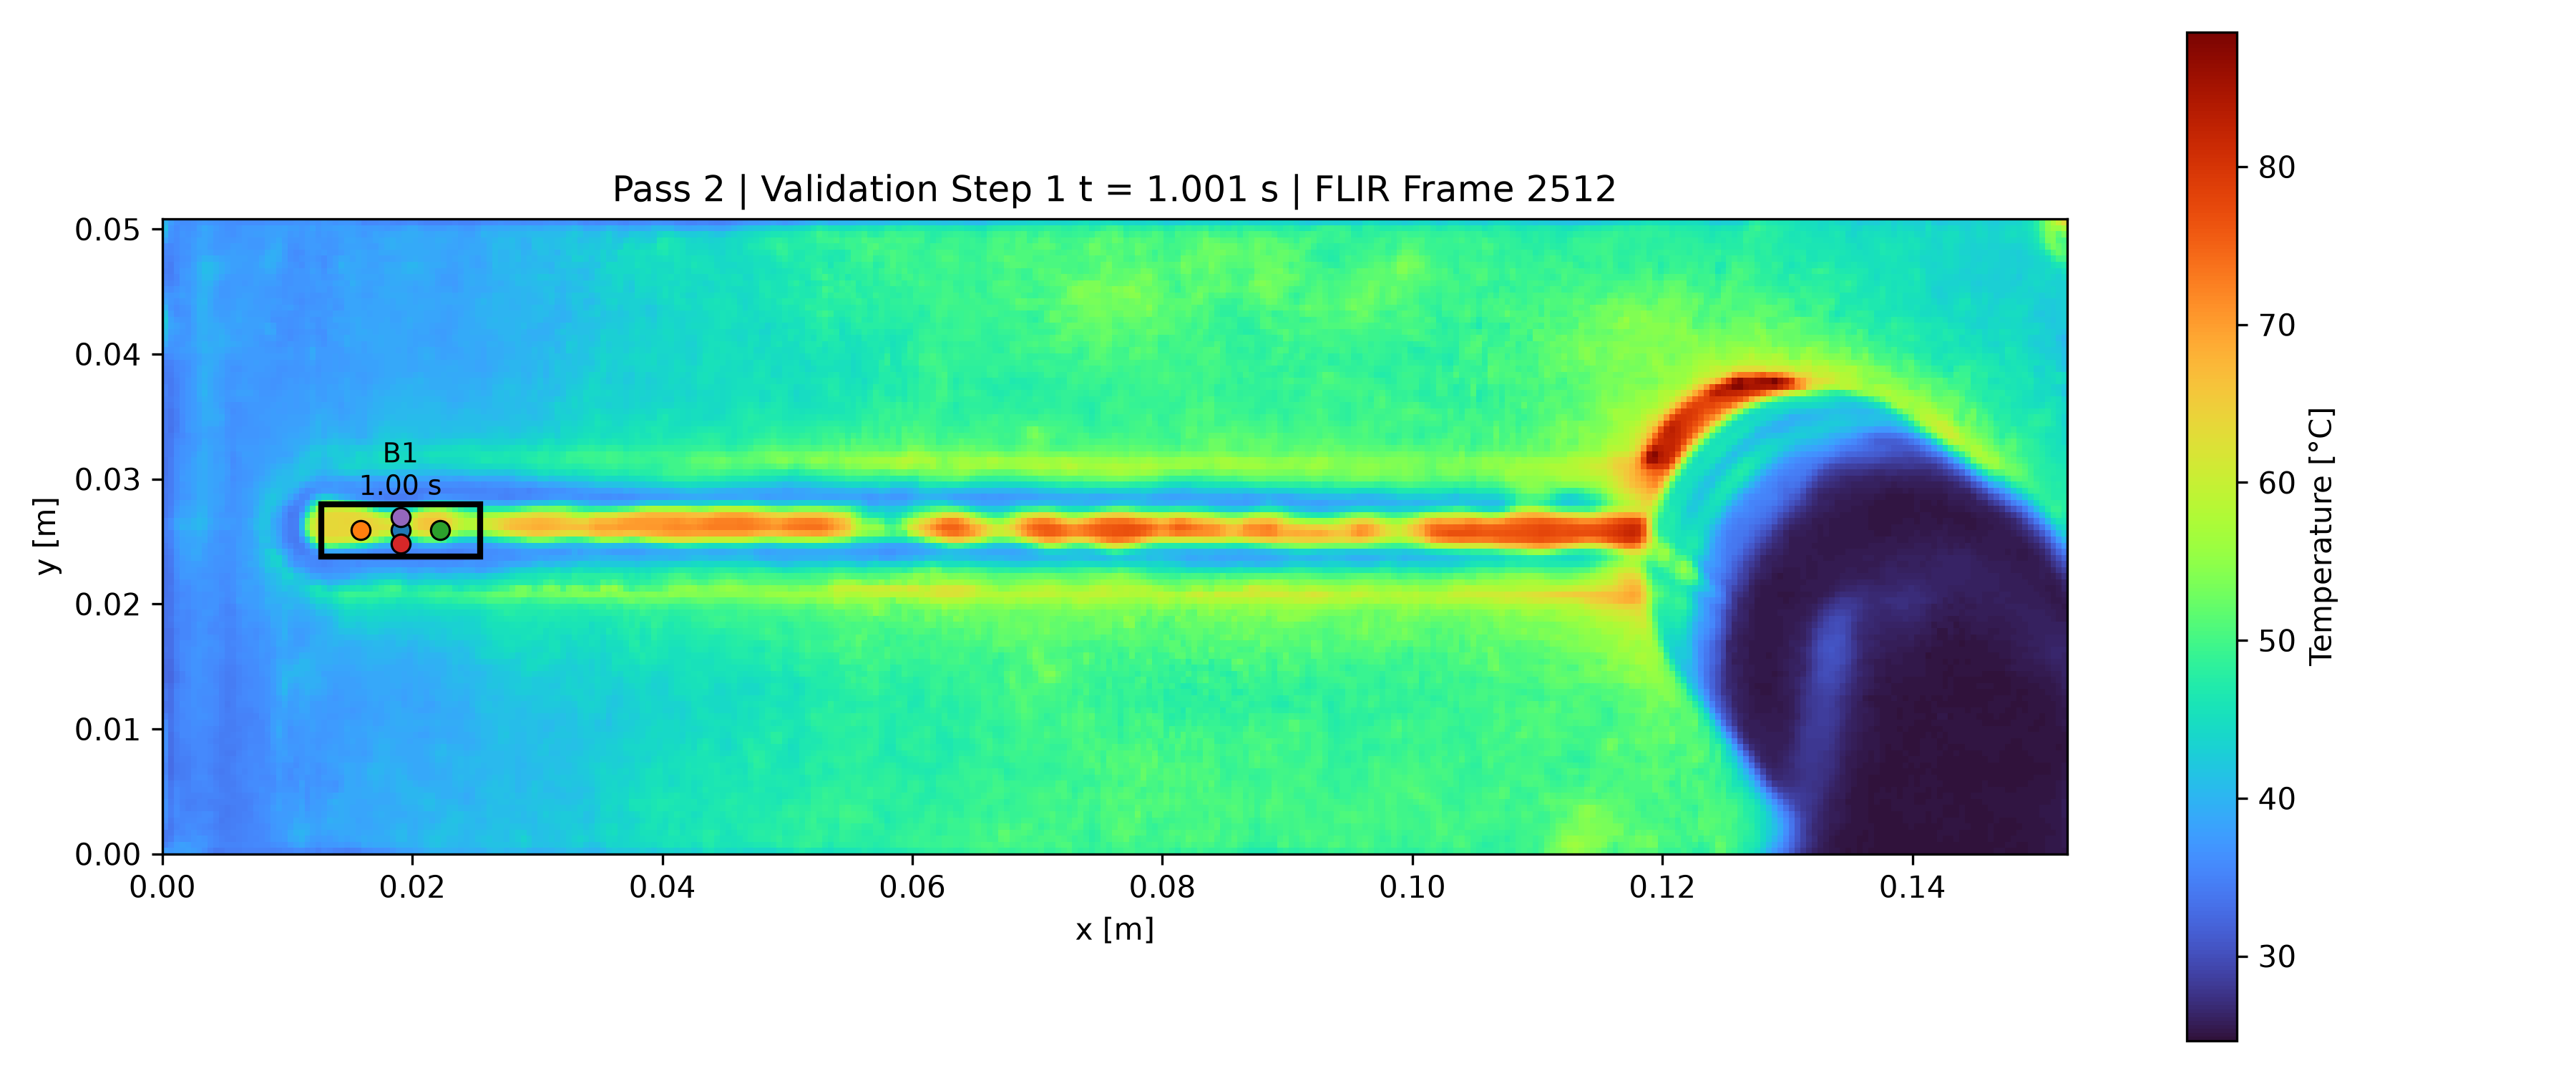 Pass 2 | Validation Step 1 t = 1.001 s | FLIR Frame 2512
0.05
0.04
0.03
0.02
0.01
0.00
y [m]
B1
1.00 s
0.00 0.02 0.04 0.06 0.08 0.10 0.12 0.14
x [m]
80
70
60
50
40
30
Temperature [°C]